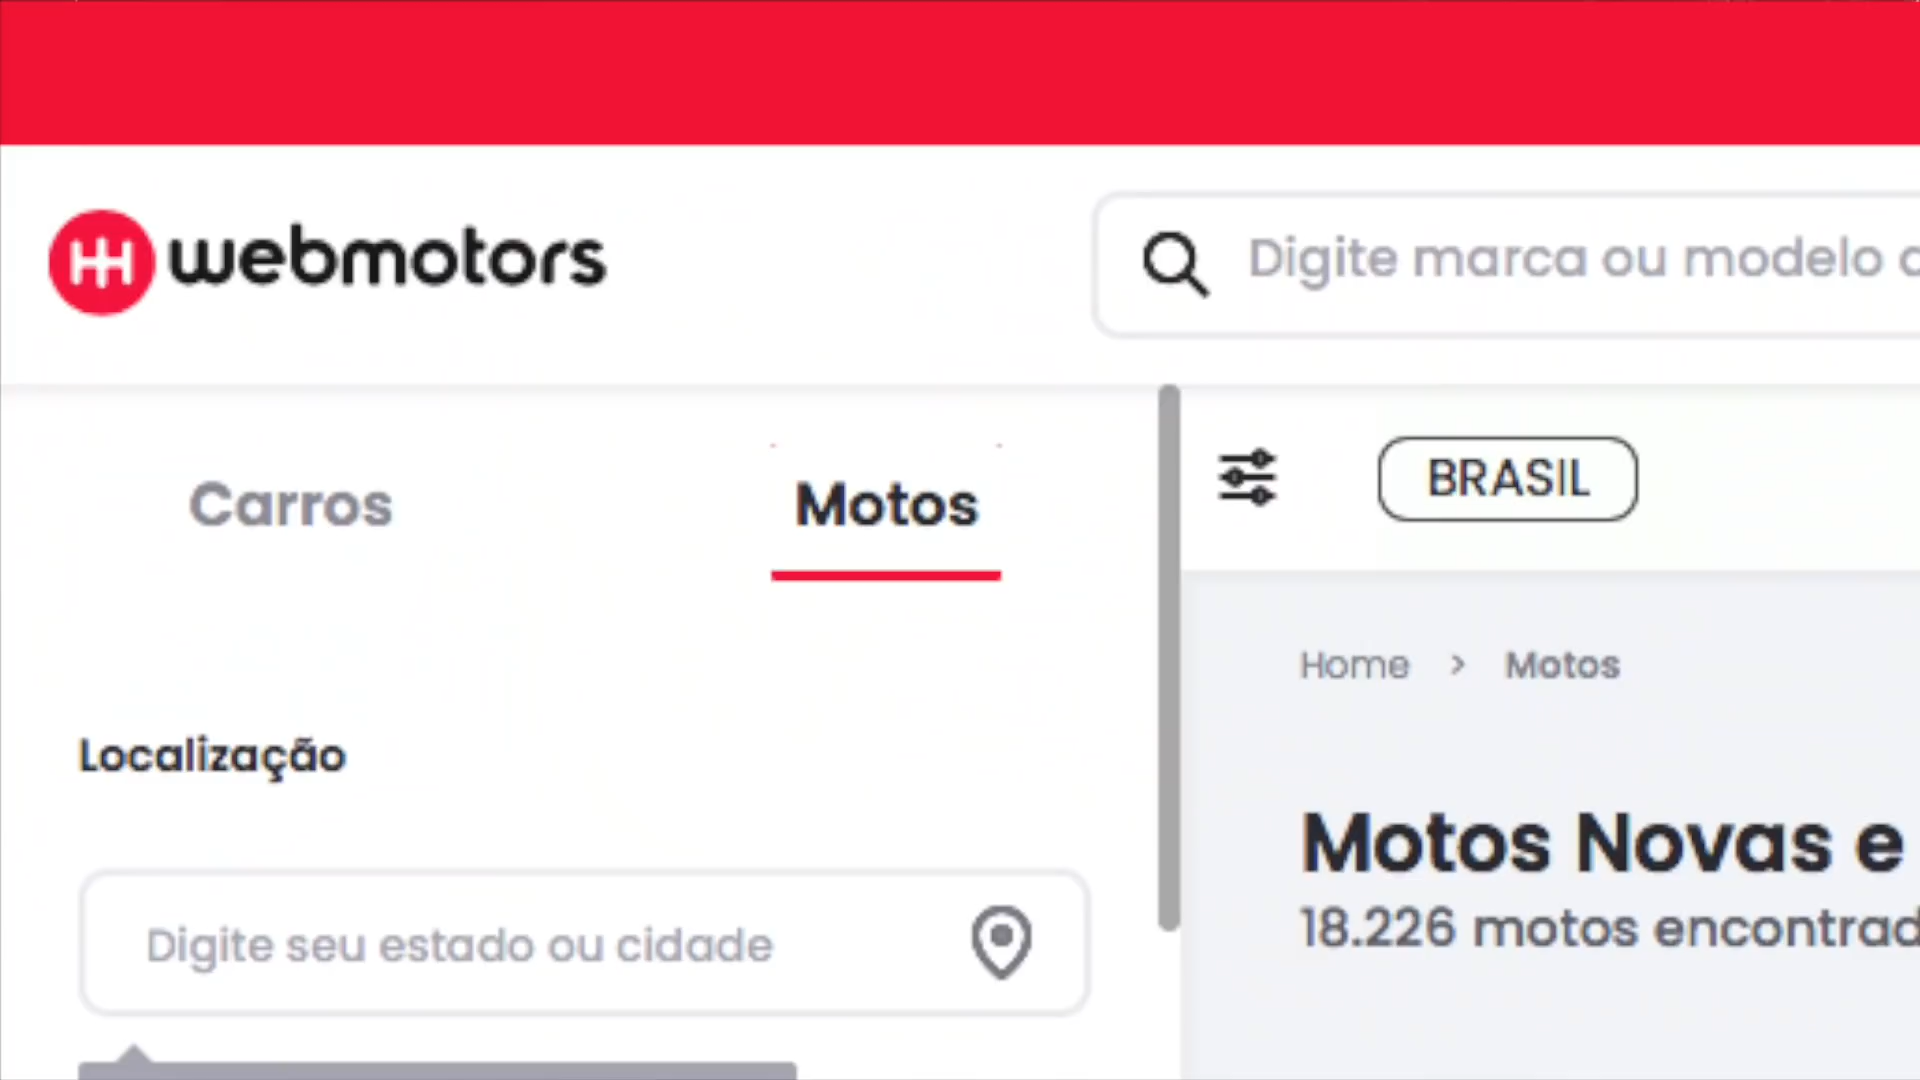 webmotors
Digite marca ou modelo
Carros
Motos
BRASIL
Home > Motos
Localização
Motos Novas e
18.226 motos
Digite seu estado ou cidade